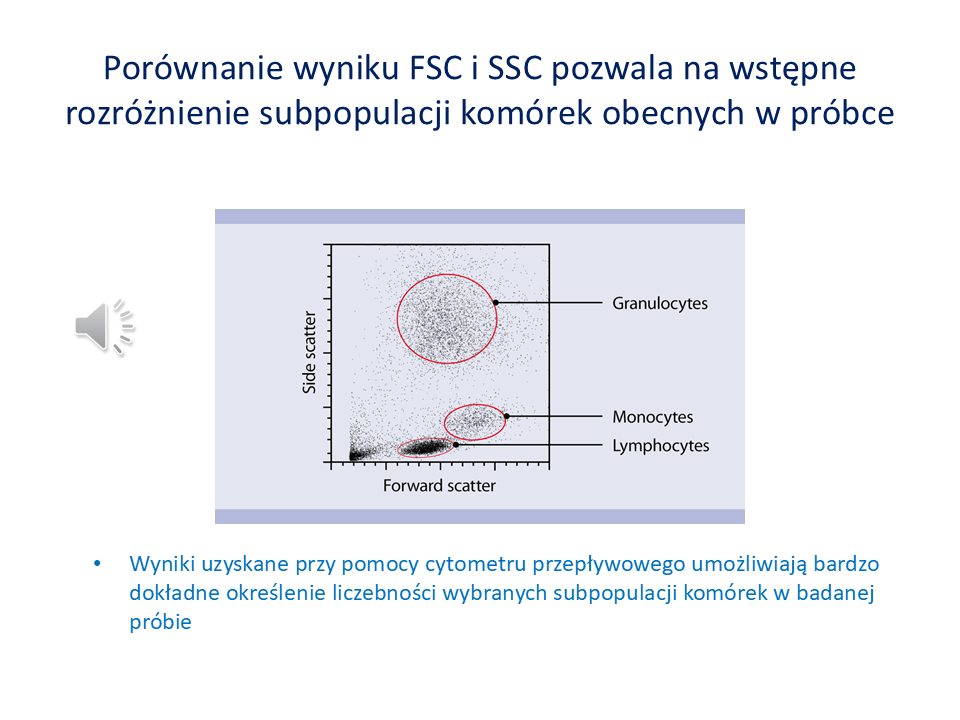 Porównanie wyniku FSC i SSC pozwala na wstępne
rozróżnienie subpopulacji komórek obecnych w próbce
Granulocytes
Side scatter
Monocytes
Lymphocytes
Forward scatter
• Wyniki uzyskane przy pomocy cytometru przepływowego umożliwiają bardzo
dokładne określenie liczebności wybranych subpopulacji komórek w badanej
próbie